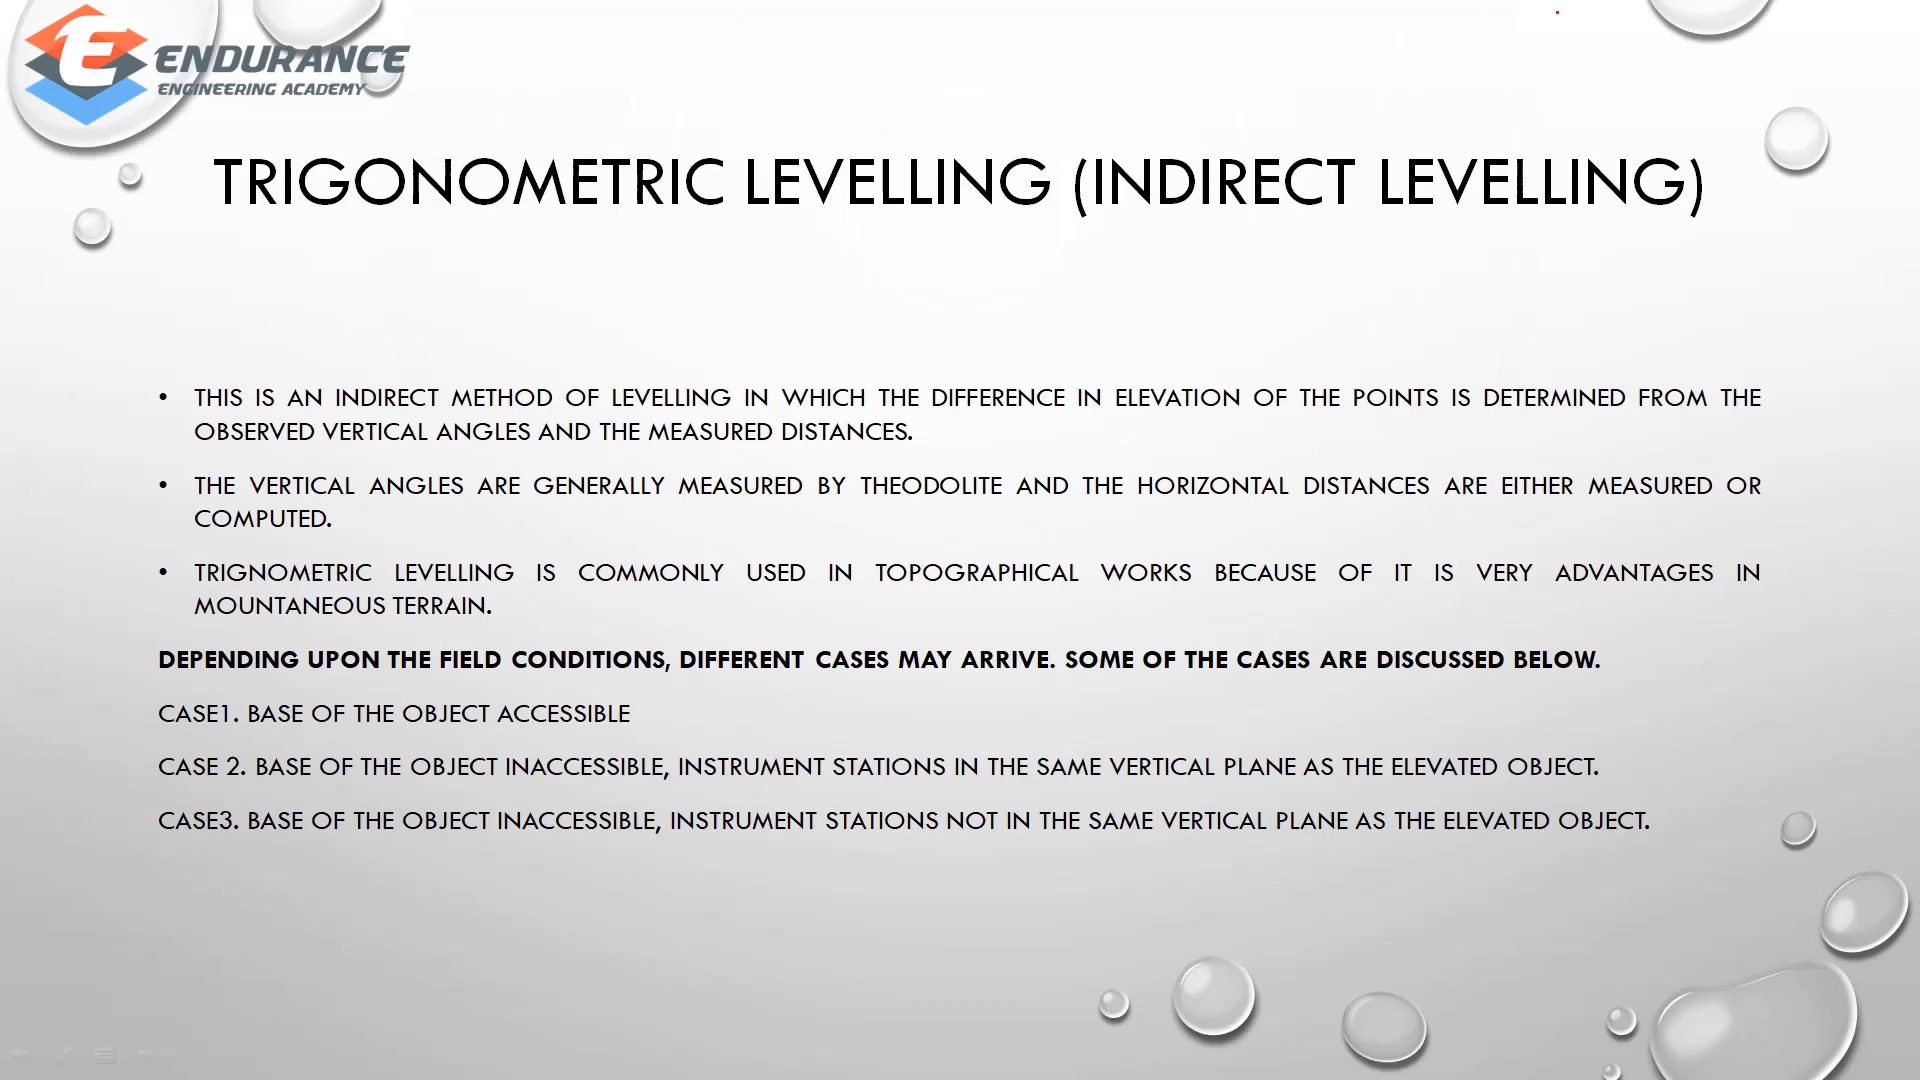 ENDURANCE
ENGINEERING ACADEMY
TRIGONOMETRIC LEVELLING (INDIRECT LEVELLING)
• THIS IS AN INDIRECT METHOD OF LEVELLING IN WHICH THE DIFFERENCE IN ELEVATION OF THE POINTS IS DETERMINED FROM THE
OBSERVED VERTICAL ANGLES AND THE MEASURED DISTANCES.
• THE VERTICAL ANGLES ARE GENERALLY MEASURED BY THEODOLITE AND THE HORIZONTAL DISTANCES ARE EITHER MEASURED OR
COMPUTED.
• TRIGNOMETRIC LEVELLING IS COMMONLY USED IN TOPOGRAPHICAL WORKS BECAUSE OF IT IS VERY ADVANTAGES IN
MOUNTANEOUS TERRAIN.
DEPENDING UPON THE FIELD CONDITIONS, DIFFERENT CASES MAY ARRIVE. SOME OF THE CASES ARE DISCUSSED BELOW.
CASE1. BASE OF THE OBJECT ACCESSIBLE
CASE 2. BASE OF THE OBJECT INACCESSIBLE, INSTRUMENT STATIONS IN THE SAME VERTICAL PLANE AS THE ELEVATED OBJECT.
CASE3. BASE OF THE OBJECT INACCESSIBLE, INSTRUMENT STATIONS NOT IN THE SAME VERTICAL PLANE AS THE ELEVATED OBJECT.